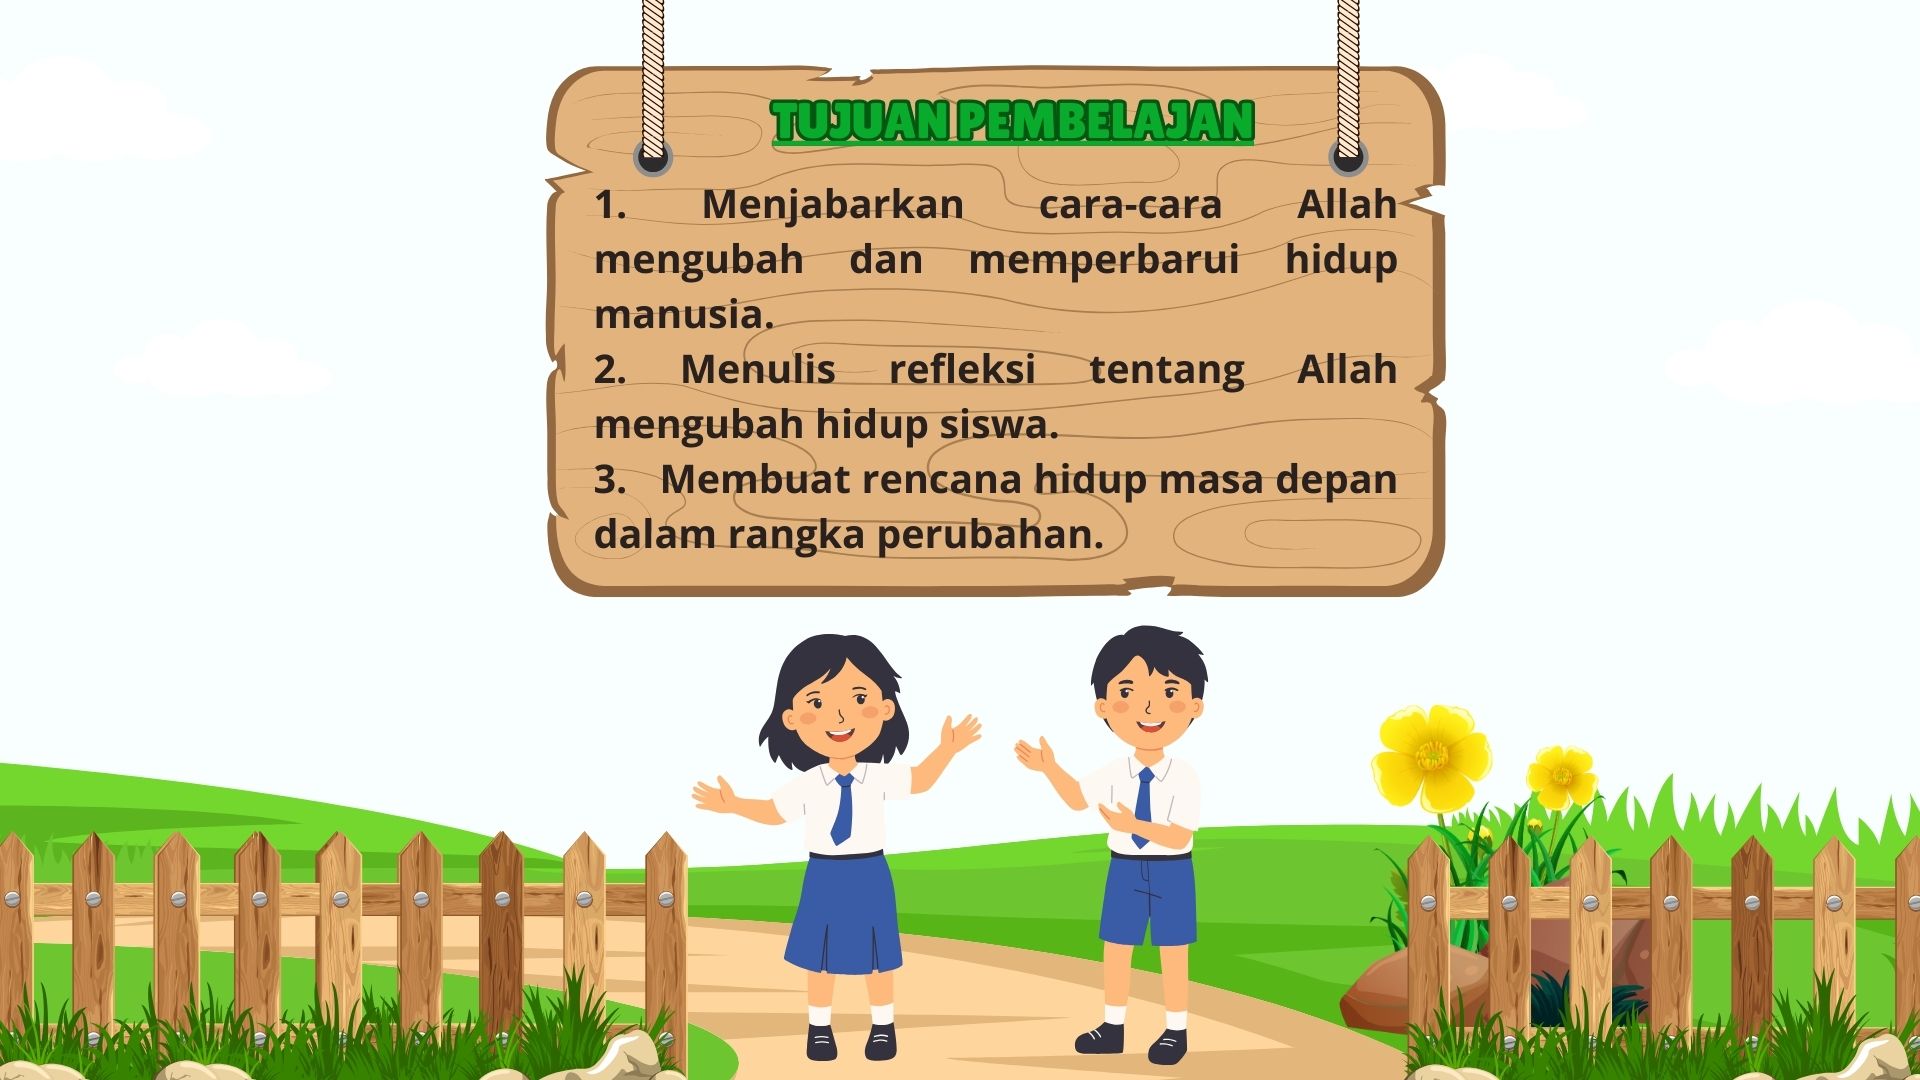 TUJUAN PEMBELAJAN
1. Menjabarkan cara-cara Allah
mengubah dan memperbarui hidup
manusia.
2. Menulis refleksi tentang Allah
mengubah hidup siswa.
3. Membuat rencana hidup masa depan
dalam rangka perubahan.